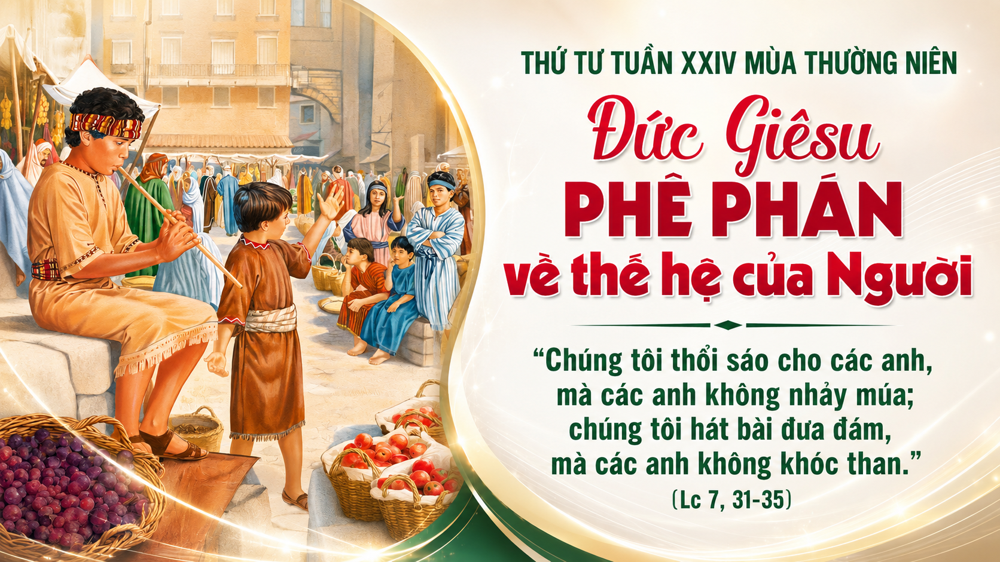 THỨ TƯ TUẦN XXIV MÙA THƯỜNG NIÊN
Đức Giêsu
PHÊ PHÁN
về thế hệ của Người
“Chúng tôi thổi sáo cho các anh,
mà các anh không nhảy múa;
chúng tôi hát bài đưa đám,
mà các anh không khóc than.”
(Lc 7, 31-35)